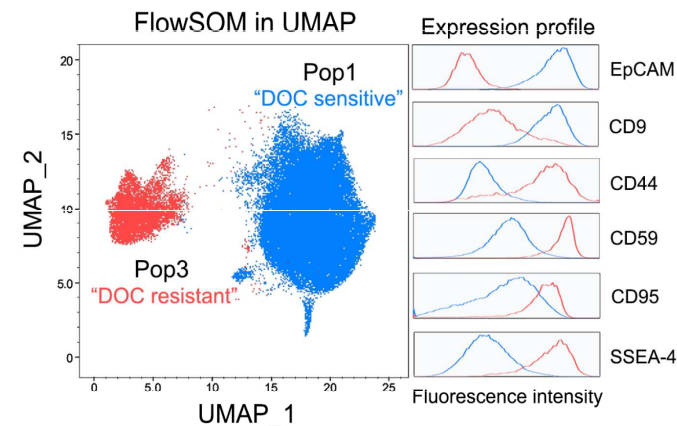 FlowSOM in UMAP
Expression profile
20
15
10
5.0
0
UMAP_2
Pop1
“DOC sensitive”
Pop3
“DOC resistant”
0
5.0
10
15
20
25
UMAP_1
EpCAM
CD9
CD44
CD59
CD95
SSEA-4
Fluorescence intensity